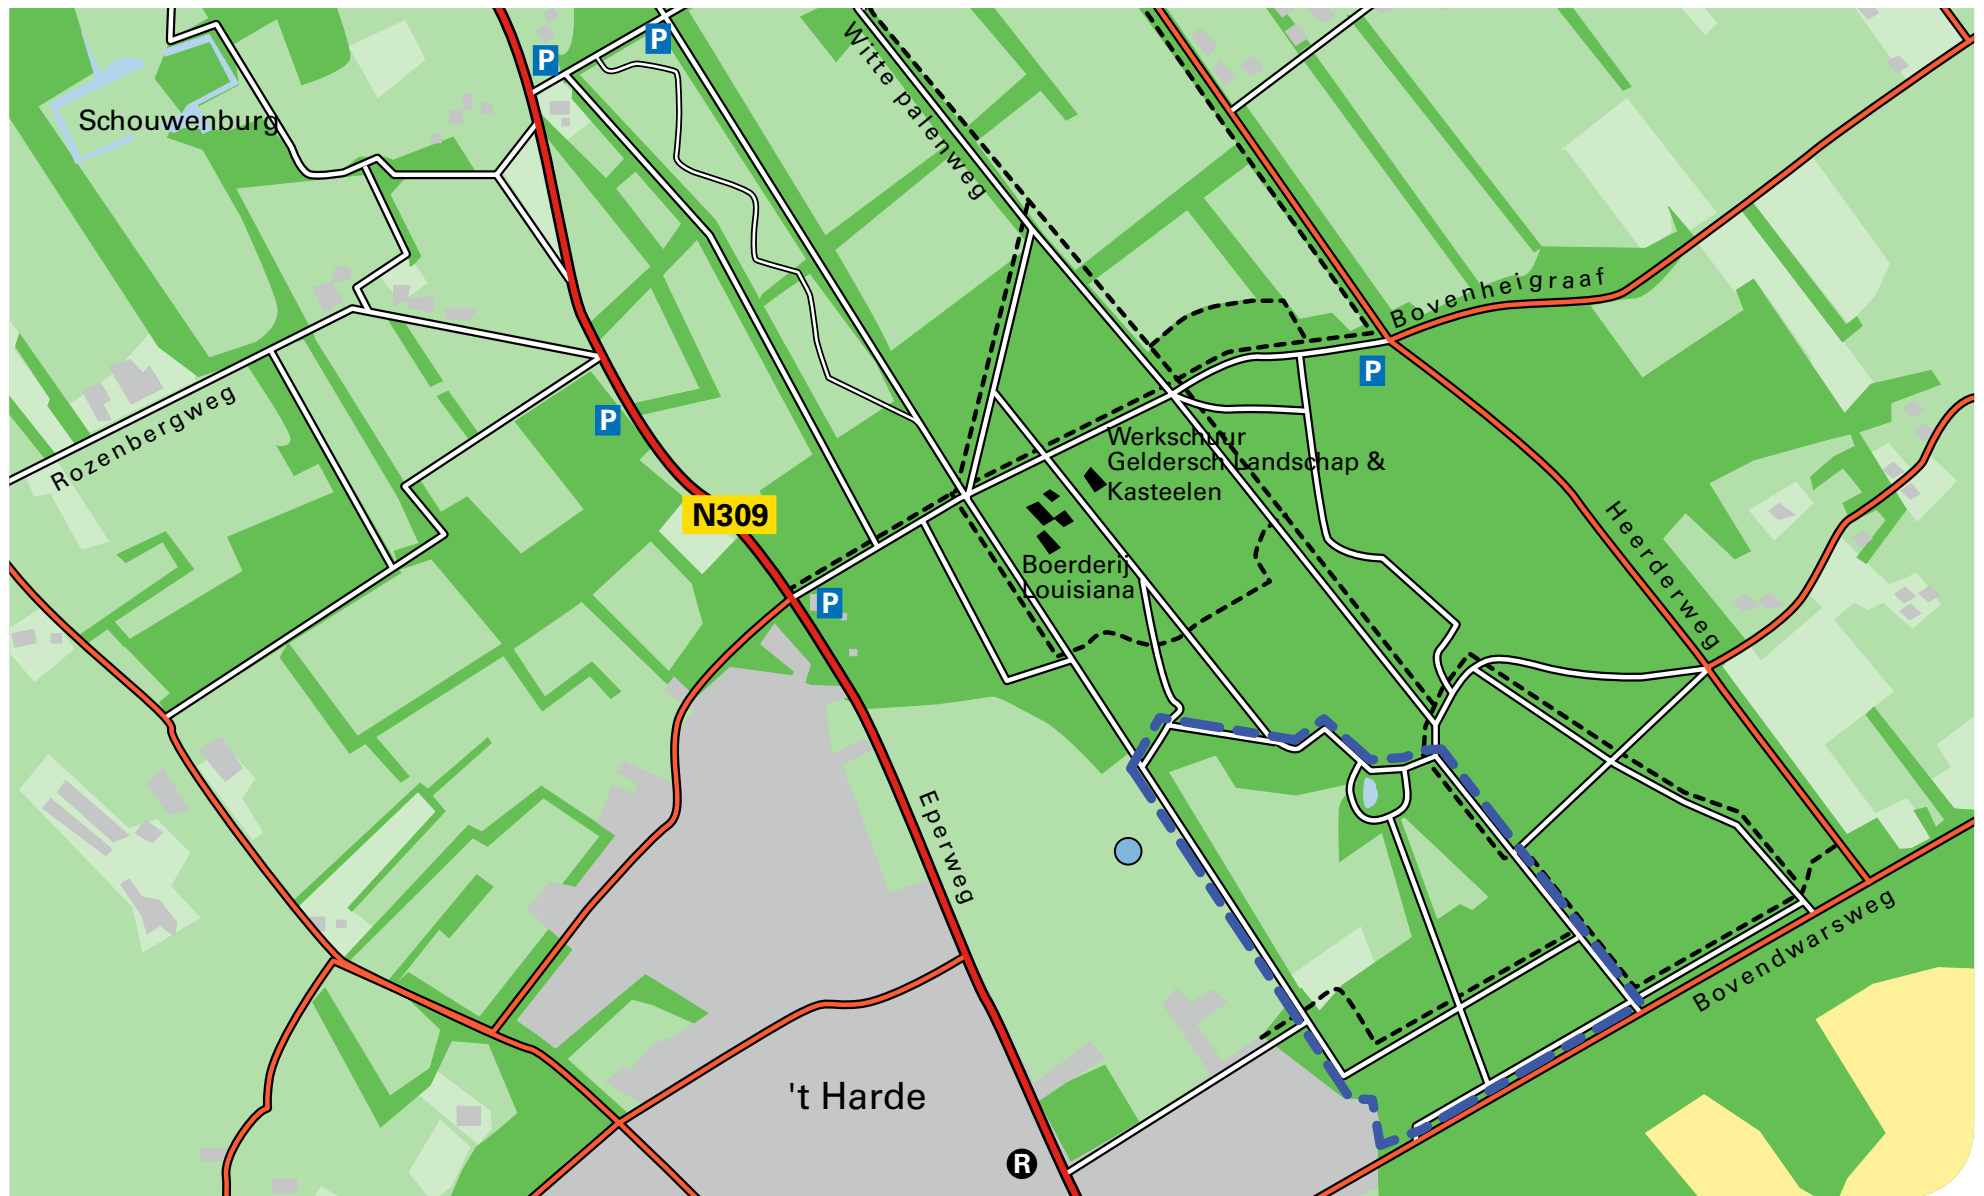 P
P
Witte palenweg
Schouwenburg
Bovenheigraaf
P
Rozenbergweg
P
Werkschuur
Geldersch Landschap &
Kasteelen
N309
Heerderweg
Boerderij
Louisiana
P
Eperweg
Bovendwarsweg
't Harde
R